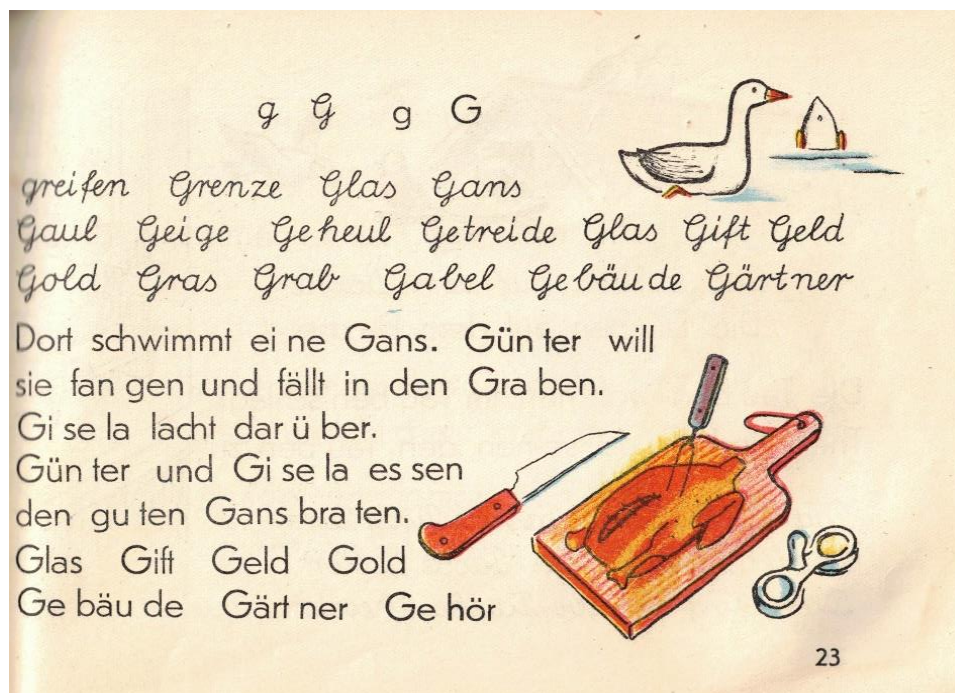 g G g G
greifen Grenze Glas Gans
Gaul Geige Geheul Getreide Glas Gift Geld
Gold Gras Grab Gabel Gebäude Gärtner
Dort schwimmt ei ne Gans. Gün ter will
sie fan gen und fällt in den Gra ben.
Gi se la lacht dar ü ber.
Gün ter und Gi se la es sen
den gu ten Gans bra ten.
Glas Gift Geld Gold
Ge bäu de Gärt ner Ge hör
23